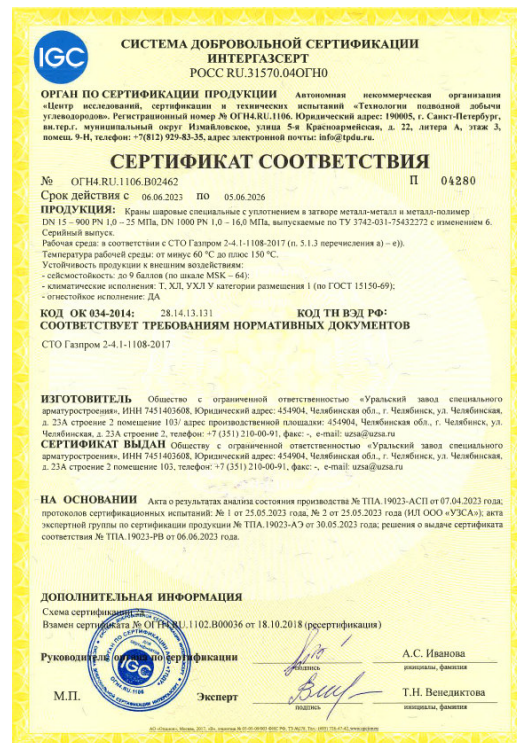 IGC
СИСТЕМА ДОБРОВОЛЬНОЙ СЕРТИФИКАЦИИ
ИНТЕРГАЗСЕРТ
РОСС RU.31570.04ОГН0
ОРГАН ПО СЕРТИФИКАЦИИ ПРОДУКЦИИ Автономная некоммерческая организация
«Центр исследований, сертификации и технических испытаний «Технологии подводной добычи
углеводородов». Регистрационный номер № ОГН4.RU.1106. Юридический адрес: 190005, г. Санкт-Петербург,
вн.тер.г. муниципальный округ Измайловское, улица 5-я Красноармейская, д. 22, литера А, этаж 3,
помещ. 9-Н, телефон: +7(812) 929-83-35, адрес электронной почты: info@tpdu.ru.
СЕРТИФИКАТ СООТВЕТСТВИЯ
№ ОГН4.RU.1106.В02462 П 04280
Срок действия с 06.06.2023 по 05.06.2026
ПРОДУКЦИЯ: Краны шаровые специальные с уплотнением в затворе металл-металл и металл-полимер
DN 15 – 900 PN 1,0 – 25 МПа, DN 1000 PN 1,0 – 16,0 МПа, выпускаемые по ТУ 3742-031-75432272 с изменением 6.
Серийный выпуск.
Рабочая среда: в соответствии с СТО Газпром 2-4.1-1108-2017 (п. 5.1.3 перечисления а) – е)).
Температура рабочей среды: от минус 60 °С до плюс 150 °С.
Устойчивость продукции к внешним воздействиям:
- сейсмостойкость: до 9 баллов (по шкале MSK – 64);
- климатические исполнения: Т, ХЛ, УХЛ У категории размещения 1 (по ГОСТ 15150-69);
- огнестойкое исполнение: ДА
КОД ОК 034-2014: 28.14.13.131 КОД ТН ВЭД РФ:
СООТВЕТСТВУЕТ ТРЕБОВАНИЯМ НОРМАТИВНЫХ ДОКУМЕНТОВ
СТО Газпром 2-4.1-1108-2017
ИЗГОТОВИТЕЛЬ Общество с ограниченной ответственностью «Уральский завод специального
арматуростроения», ИНН 7451403608, Юридический адрес: 454904, Челябинская обл., г. Челябинск, ул. Челябинская,
д. 23А строение 2 помещение 103/ адрес производственной площадки: 454904, Челябинская обл., г. Челябинск, ул.
Челябинская, д. 23А строение 2, телефон: +7 (351) 210-00-91, факс: -, e-mail: uzsa@uzsa.ru
СЕРТИФИКАТ ВЫДАН Обществу с ограниченной ответственностью «Уральский завод специального
арматуростроения», ИНН 7451403608, Юридический адрес: 454904, Челябинская обл., г. Челябинск, ул. Челябинская,
д. 23А строение 2 помещение 103, телефон: +7 (351) 210-00-91, факс: -, e-mail: uzsa@uzsa.ru
НА ОСНОВАНИИ Акта о результатах анализа состояния производства № ТПА.19023-АСП от 07.04.2023 года;
протоколов сертификационных испытаний: № 1 от 25.05.2023 года, № 2 от 25.05.2023 года (ИЛ ООО «УЗСА»); акта
экспертной группы по сертификации продукции № ТПА.19023-АЭ от 30.05.2023 года; решения о выдаче сертификата
соответствия № ТПА.19023-РВ от 06.06.2023 года.
ДОПОЛНИТЕЛЬНАЯ ИНФОРМАЦИЯ
Схема сертификации 2а
Взамен сертификата № ОГН4.RU.1102.В00036 от 18.10.2018 (ресертификация)
Руководитель органа по сертификации А.С. Иванова
подпись инициалы, фамилия
М.П. Эксперт Т.Н. Венедиктова
подпись инициалы, фамилия